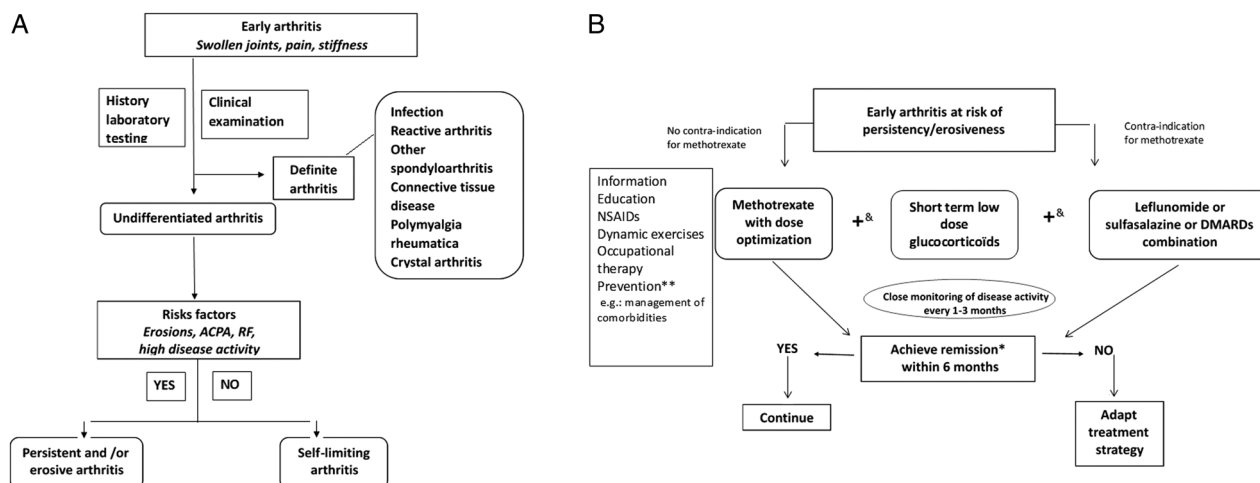 A
Early arthritis
Swollen joints, pain, stiffness
History
laboratory
testing
Clinical
examination
Definite
arthritis
Infection
Reactive arthritis
Other
spondyloarthritis
Connective tissue
disease
Polymyalgia
rheumatica
Crystal arthritis
Undifferentiated arthritis
Risks factors
Erosions, ACPA, RF,
high disease activity
YES
NO
Persistent and /or
erosive arthritis
Self-limiting
arthritis
B
Early arthritis at risk of
persistency/erosiveness
No contra-indication
for methotrexate
Contra-indication
for methotrexate
Information
Education
NSAIDs
Dynamic exercises
Occupational
therapy
Prevention**
e.g.: management of
comorbidities
Methotrexate
with dose
optimization
+&
Short term low
dose
glucocorticoïds
+&
Leflunomide or
sulfasalazine or DMARDs
combination
Close monitoring of disease activity
every 1-3 months
YES
Achieve remission*
within 6 months
NO
Continue
Adapt
treatment
strategy